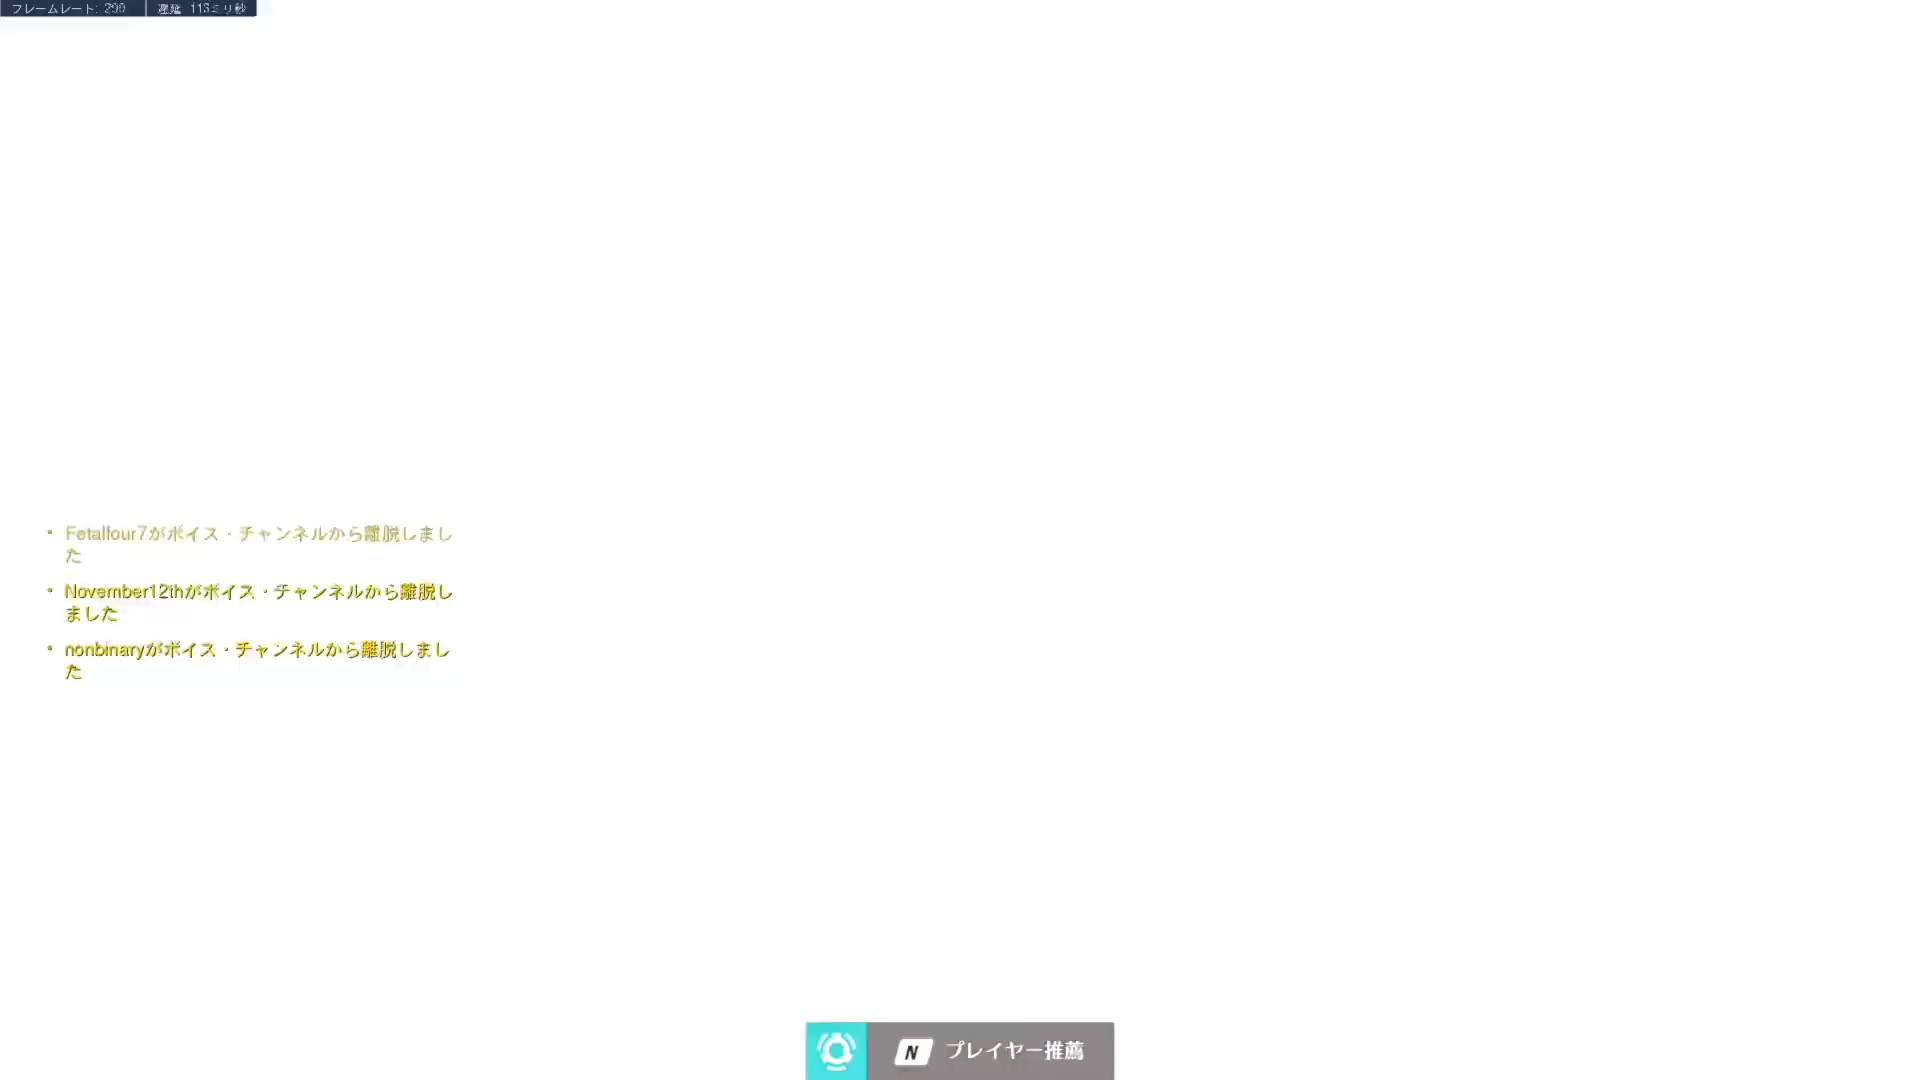 フレームレート: 290 遅延 113ミリ秒
・ Fetalfour7がボイス・チャンネルから離脱しまし
た
・ November12thがボイス・チャンネルから離脱し
ました
・ nonbinaryがボイス・チャンネルから離脱しまし
た
N プレイヤー推薦